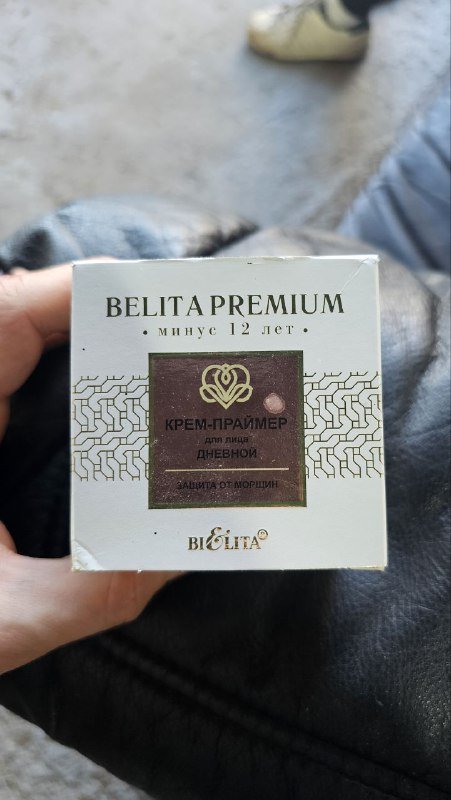 BELITA PREMIUM
• минус 12 лет •
КРЕМ-ПРАЙМЕР
для лица
ДНЕВНОЙ
ЗАЩИТА ОТ МОРЩИН
BIELITA®